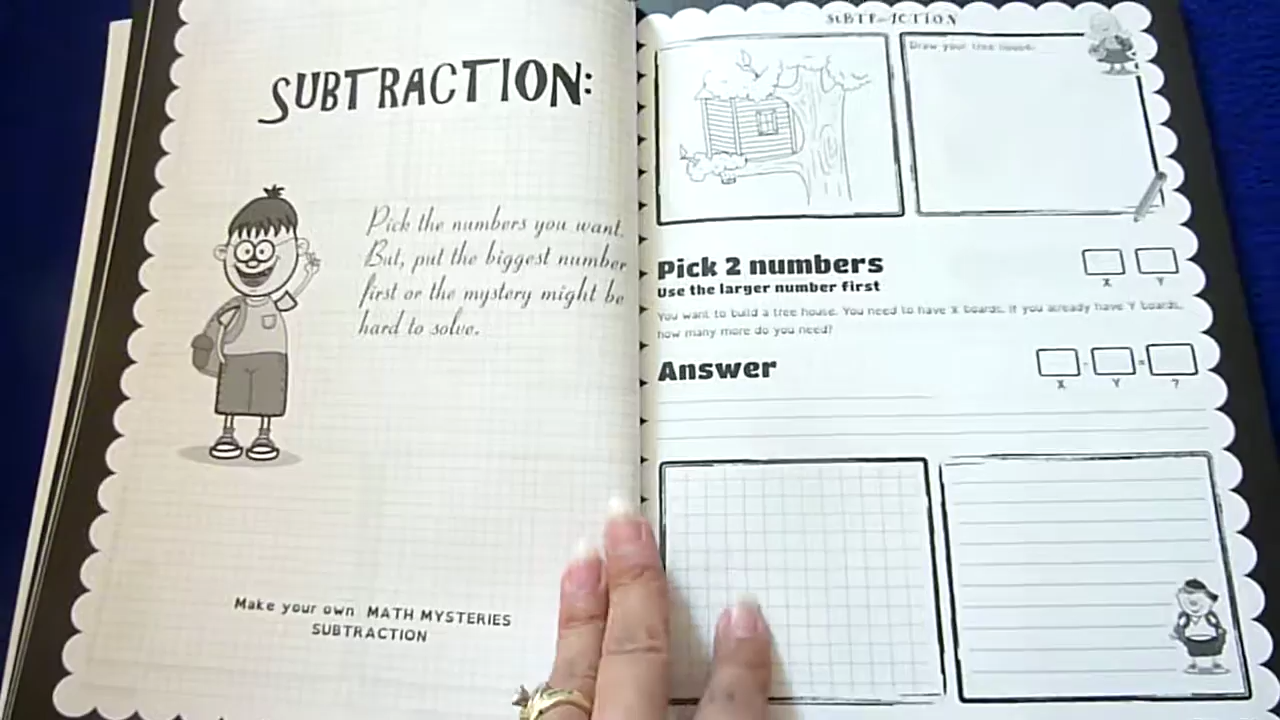 SUBTRACTION:
Pick the numbers you want.
But, put the biggest number
first or the mystery might be
hard to solve.
Make your own MATH MYSTERIES
SUBTRACTION
SUBTRACTION
Draw your tree house.
Pick 2 numbers
Use the larger number first
X Y
You want to build a tree house. You need to have X boards. If you already have Y boards,
how many more do you need?
Answer
- =
X Y ?